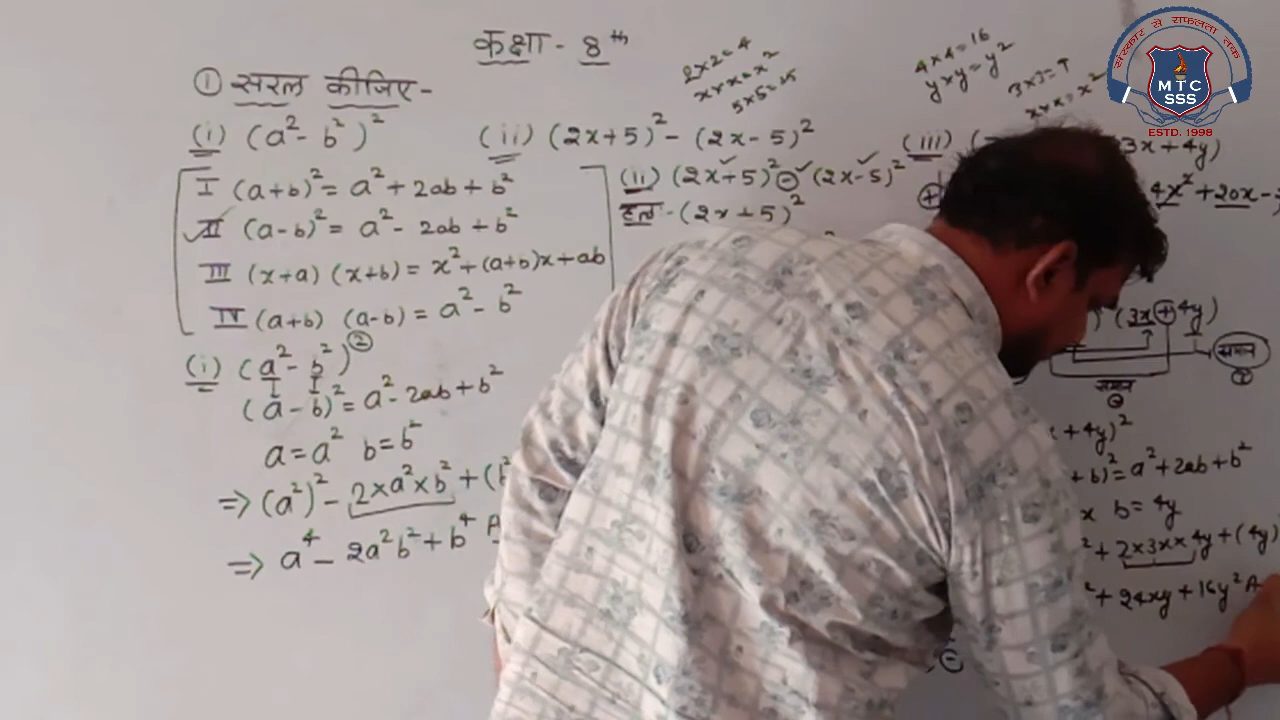 कक्षा - 8th
① सरल कीजिए -
(i) (a² - b²)²
(ii) (2x+5)² - (2x-5)²
(iii) (
3x+4y)
2×2=4
x×x=x²
5×5=25
4×4=16
y×y=y²
3×3=9
x×x=x²
I (a+b)² = a² + 2ab + b²
II (a-b)² = a² - 2ab + b²
III (x+a) (x+b) = x² + (a+b)x + ab
IV (a+b) (a-b) = a² - b²
(i) (a² - b²)²
(a - b)² = a² - 2ab + b²
a = a² b = b²
=> (a²)² - 2×a²×b² + (b²
=> a⁴ - 2a²b² + b⁴
(ii) (2x+5)² - (2x-5)²
हल :- (2x+5)²
4x² + 20x -
) (3x + 4y)
समान
समान
+ 4y)²
+ b)² = a² + 2ab + b²
x b = 4y
² + 2×3x×4y + (4y)
² + 24xy + 16y² A
संस्कार से सफलता तक
MTC
SSS
ESTD. 1998